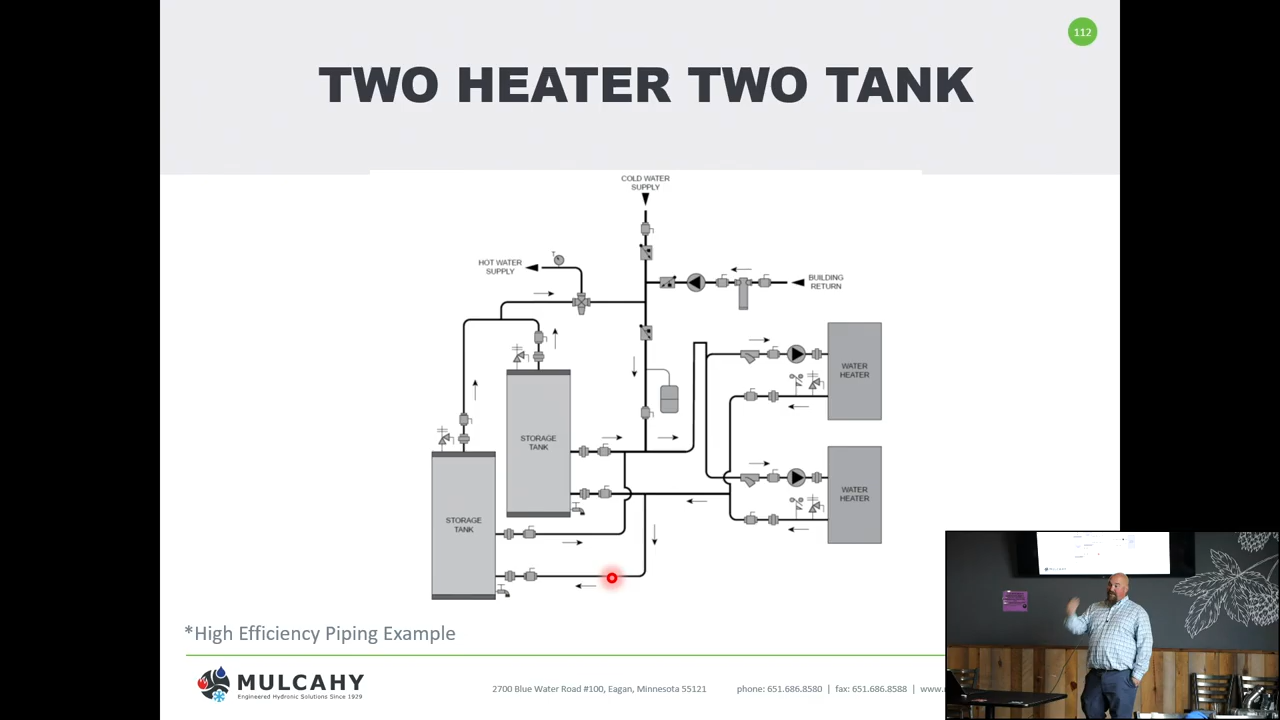 112
TWO HEATER TWO TANK
COLD WATER
SUPPLY
HOT WATER
SUPPLY
BUILDING
RETURN
WATER
HEATER
STORAGE
TANK
WATER
HEATER
STORAGE
TANK
*High Efficiency Piping Example
MULCAHY
Engineered Hydronic Solutions Since 1929
2700 Blue Water Road #100, Eagan, Minnesota 55121
phone: 651.686.8580 | fax: 651.686.8588 | www.